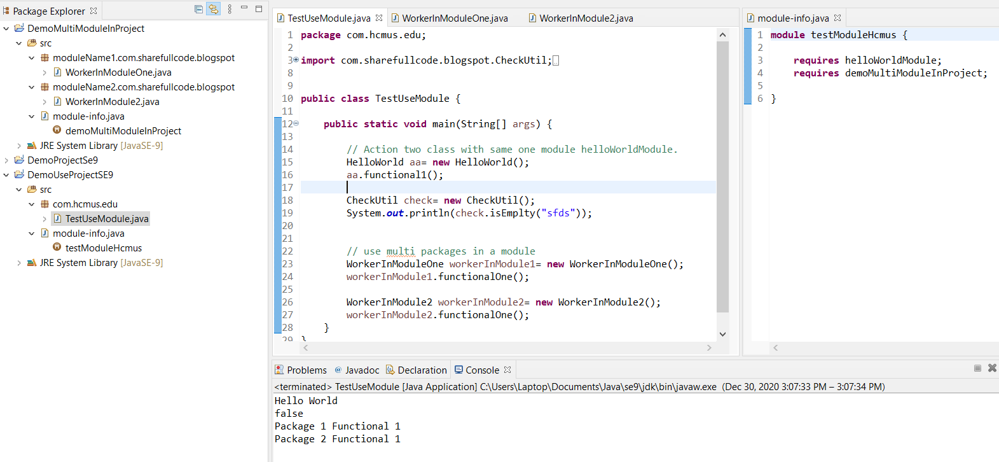 Package Explorer
DemoMultiModuleInProject
src
moduleName1.com.sharefullcode.blogspot
WorkerInModuleOne.java
moduleName2.com.sharefullcode.blogspot
WorkerInModule2.java
module-info.java
demoMultiModuleInProject
JRE System Library [JavaSE-9]
DemoProjectSe9
DemoUseProjectSE9
src
com.hcmus.edu
TestUseModule.java
module-info.java
testModuleHcmus
JRE System Library [JavaSE-9]
TestUseModule.java WorkerInModuleOne.java WorkerInModule2.java
1 package com.hcmus.edu;
2
3 import com.sharefullcode.blogspot.CheckUtil;
8
9
10 public class TestUseModule {
11
12 public static void main(String[] args) {
13
14 // Action two class with same one module helloWorldModule.
15 HelloWorld aa= new HelloWorld();
16 aa.functional1();
17
18 CheckUtil check= new CheckUtil();
19 System.out.println(check.isEmplty("sfds"));
20
21
22 // use multi packages in a module
23 WorkerInModuleOne workerInModule1= new WorkerInModuleOne();
24 workerInModule1.functionalOne();
25
26 WorkerInModule2 workerInModule2= new WorkerInModule2();
27 workerInModule2.functionalOne();
28 }
29 }
module-info.java
1 module testModuleHcmus {
2
3 requires helloWorldModule;
4 requires demoMultiModuleInProject;
5
6 }
Problems @ Javadoc Declaration Console
<terminated> TestUseModule [Java Application] C:\Users\Laptop\Documents\Java\se9\jdk\bin\javaw.exe (Dec 30, 2020 3:07:33 PM – 3:07:34 PM)
Hello World
false
Package 1 Functional 1
Package 2 Functional 1